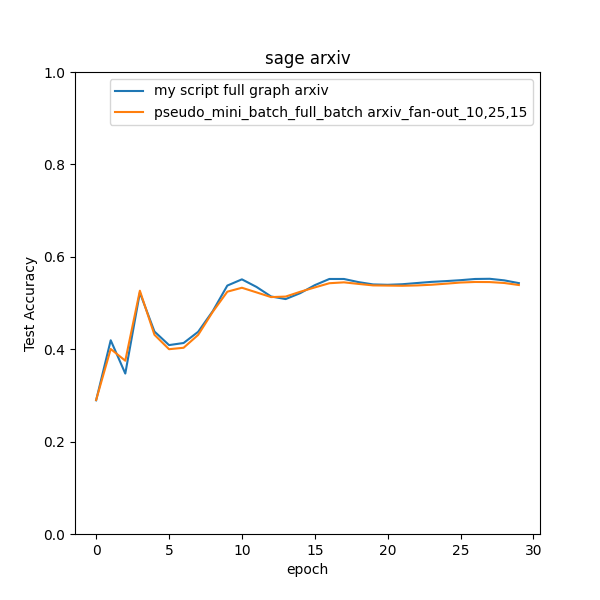 sage arxiv
my script full graph arxiv
pseudo_mini_batch_full_batch arxiv_fan-out_10,25,15
Test Accuracy
1.0
0.8
0.6
0.4
0.2
0.0
0 5 10 15 20 25 30
epoch